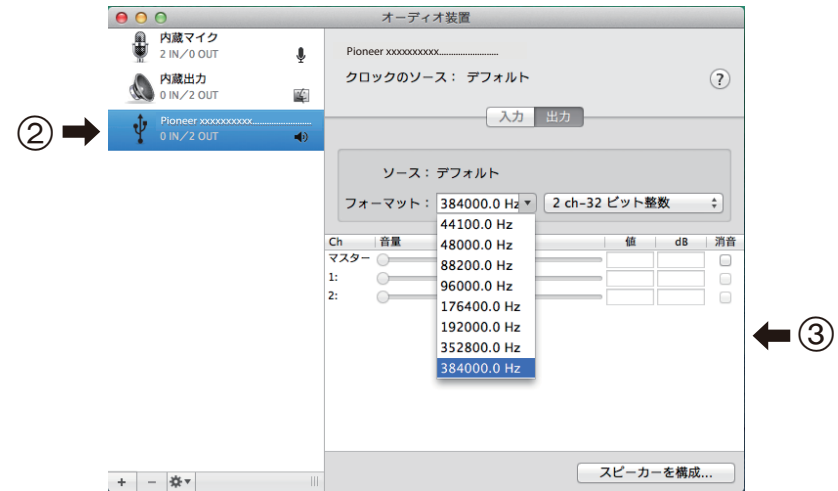 オーディオ装置
内蔵マイク
2 IN/0 OUT
内蔵出力
0 IN/2 OUT
②
Pioneer xxxxxxxxxx......................
0 IN/2 OUT
Pioneer xxxxxxxxxx......................
クロックのソース： デフォルト
?
入力 出力
ソース： デフォルト
フォーマット： 384000.0 Hz 2 ch-32 ビット整数
44100.0 Hz
48000.0 Hz
88200.0 Hz
96000.0 Hz
176400.0 Hz
192000.0 Hz
352800.0 Hz
384000.0 Hz
Ch 音量 値 dB 消音
マスター
1:
2:
③
スピーカーを構成...